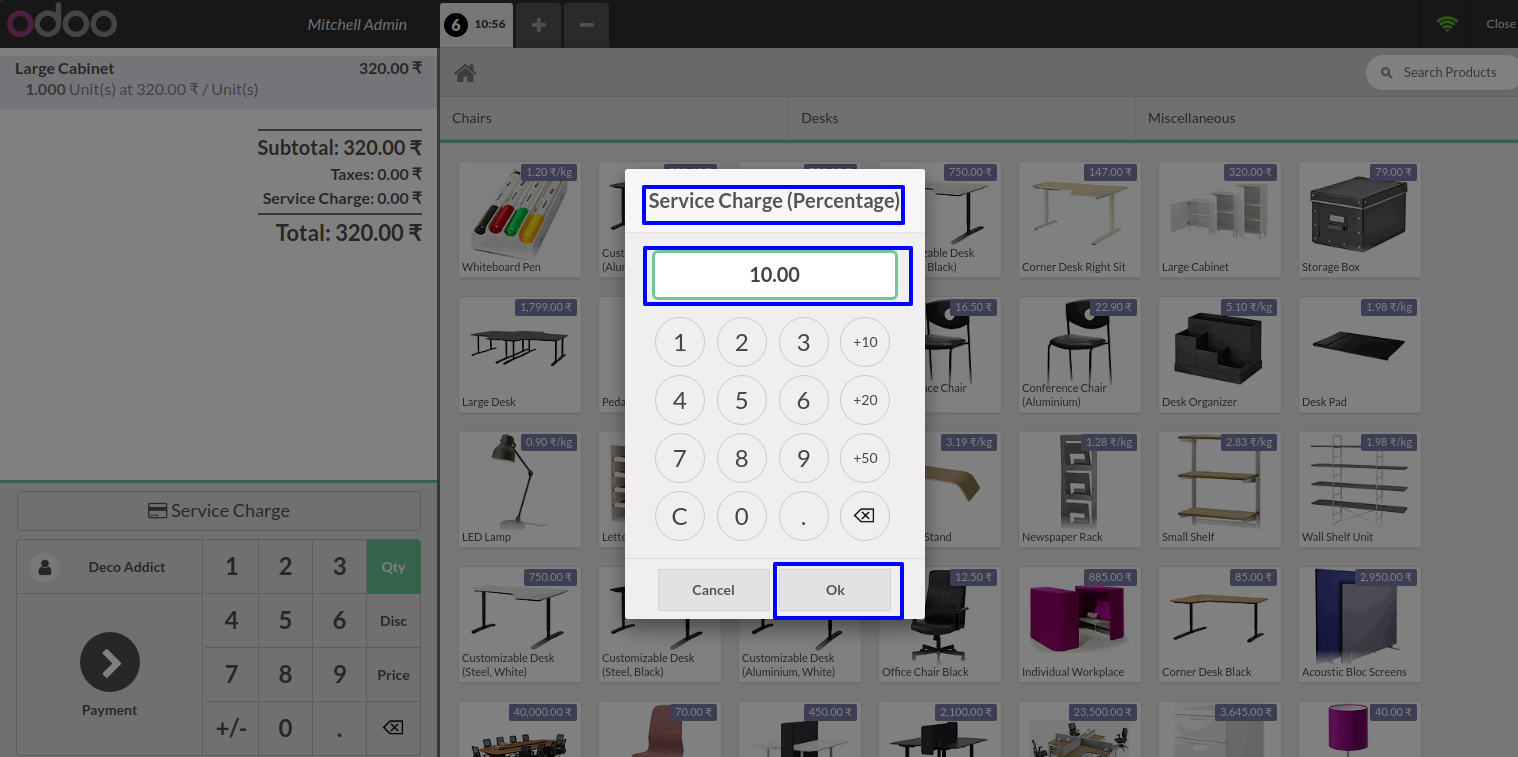 odoo
Mitchell Admin
6 10:56
+
−
Close
Large Cabinet 320.00 ₹
1.000 Unit(s) at 320.00 ₹ / Unit(s)
Subtotal: 320.00 ₹
Taxes: 0.00 ₹
Service Charge: 0.00 ₹
Total: 320.00 ₹
Service Charge
Deco Addict
1 2 3 Qty
4 5 6 Disc
7 8 9 Price
+/- 0 .
Payment
Search Products
Chairs Desks Miscellaneous
1.20 ₹/kg
Whiteboard Pen
750.00 ₹
147.00 ₹
Corner Desk Right Sit
320.00 ₹
Large Cabinet
79.00 ₹
Storage Box
1,799.00 ₹
Large Desk
16.50 ₹
22.90 ₹
Conference Chair
(Aluminium)
5.10 ₹/kg
Desk Organizer
1.98 ₹/kg
Desk Pad
0.90 ₹/kg
LED Lamp
3.19 ₹/kg
Stand
1.28 ₹/kg
Newspaper Rack
2.83 ₹/kg
Small Shelf
1.98 ₹/kg
Wall Shelf Unit
750.00 ₹
Customizable Desk
(Steel, White)
Customizable Desk
(Steel, Black)
Customizable Desk
(Aluminium, White)
12.50 ₹
Office Chair Black
885.00 ₹
Individual Workplace
85.00 ₹
Corner Desk Black
2,950.00 ₹
Acoustic Bloc Screens
40,000.00 ₹
70.00 ₹
450.00 ₹
2,100.00 ₹
23,500.00 ₹
3,645.00 ₹
40.00 ₹
Service Charge (Percentage)
10.00
1 2 3 +10
4 5 6 +20
7 8 9 +50
C 0 .
Cancel Ok